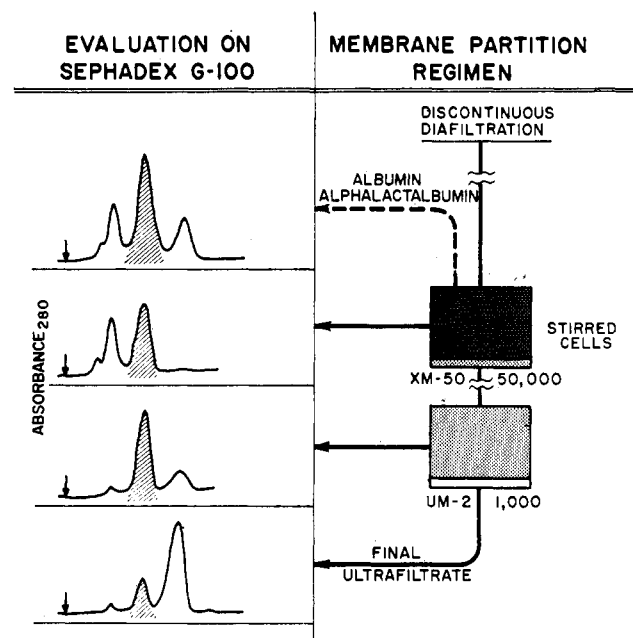 EVALUATION ON
SEPHADEX G-100
MEMBRANE PARTITION
REGIMEN
DISCONTINUOUS
DIAFILTRATION
ALBUMIN
ALPHALACTALBUMIN
ABSORBANCE280
STIRRED
CELLS
XM-50 50,000
UM-2 1,000
FINAL
ULTRAFILTRATE